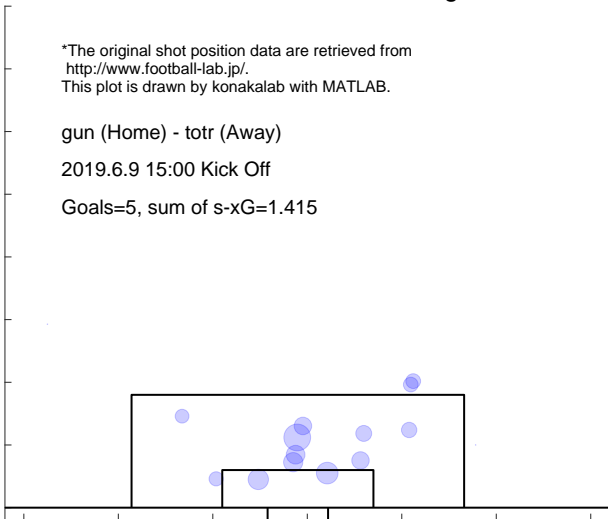 *The original shot position data are retrieved from
http://www.football-lab.jp/.
This plot is drawn by konakalab with MATLAB.
gun (Home) - totr (Away)
2019.6.9 15:00 Kick Off
Goals=5, sum of s-xG=1.415